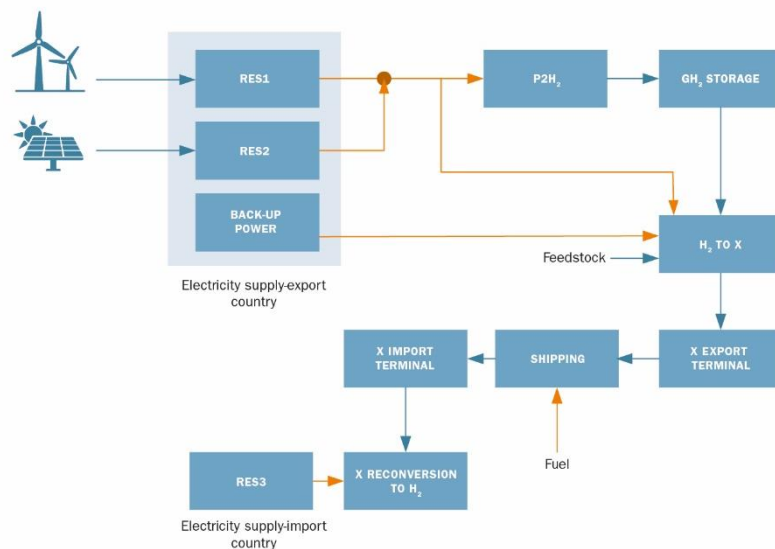 RES1
P2H₂
GH₂ STORAGE
RES2
BACK-UP
POWER
H₂ TO X
Feedstock
Electricity supply-export
country
X IMPORT
TERMINAL
SHIPPING
X EXPORT
TERMINAL
RES3
X RECONVERSION
TO H₂
Fuel
Electricity supply-import
country